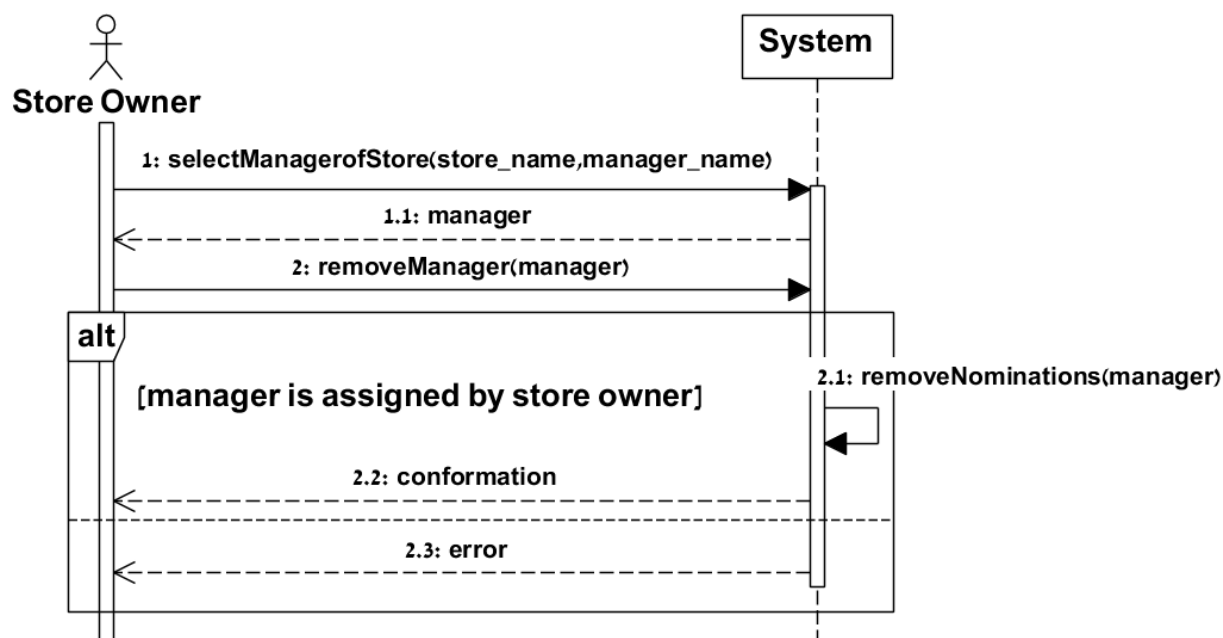 System
Store Owner
1: selectManagerofStore(store_name,manager_name)
1.1: manager
2: removeManager(manager)
alt
2.1: removeNominations(manager)
[manager is assigned by store owner]
2.2: conformation
2.3: error